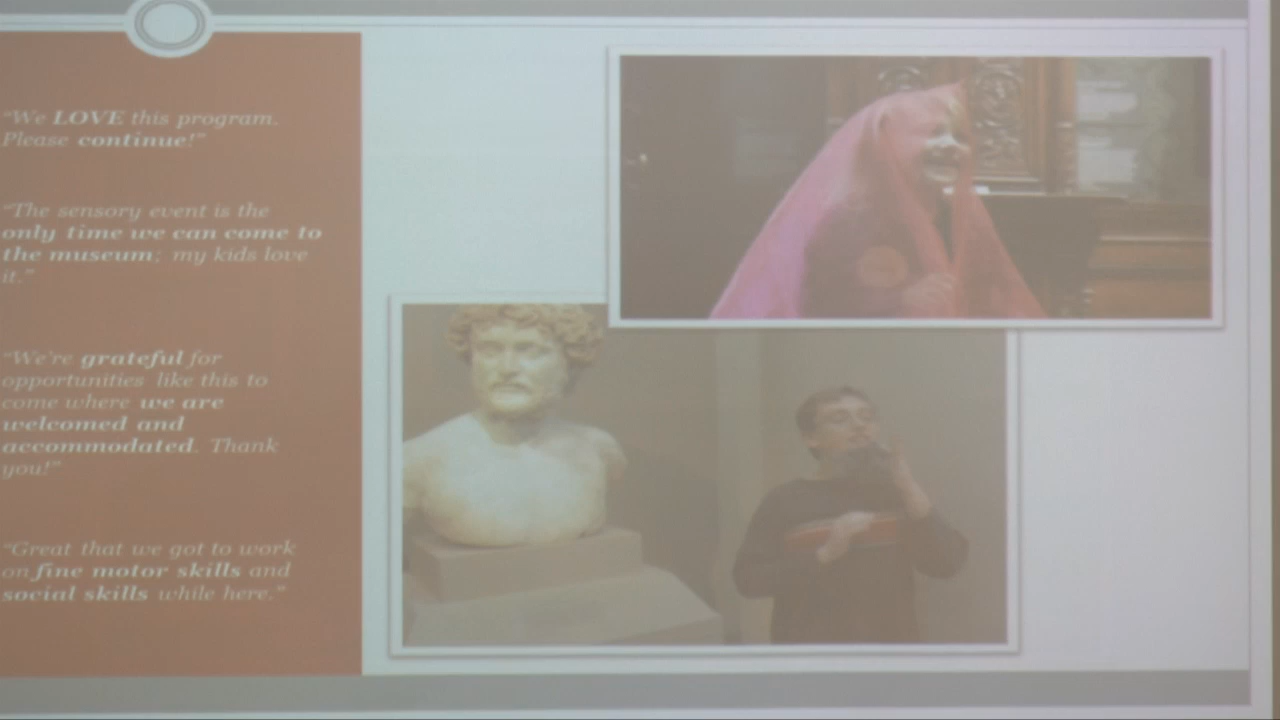 “We LOVE this program.
Please continue!”
“The sensory event is the
only time we can come to
the museum; my kids love
it.”
“We're grateful for
opportunities like this to
come where we are
welcomed and
accommodated. Thank
you!”
“Great that we got to work
on fine motor skills and
social skills while here.”